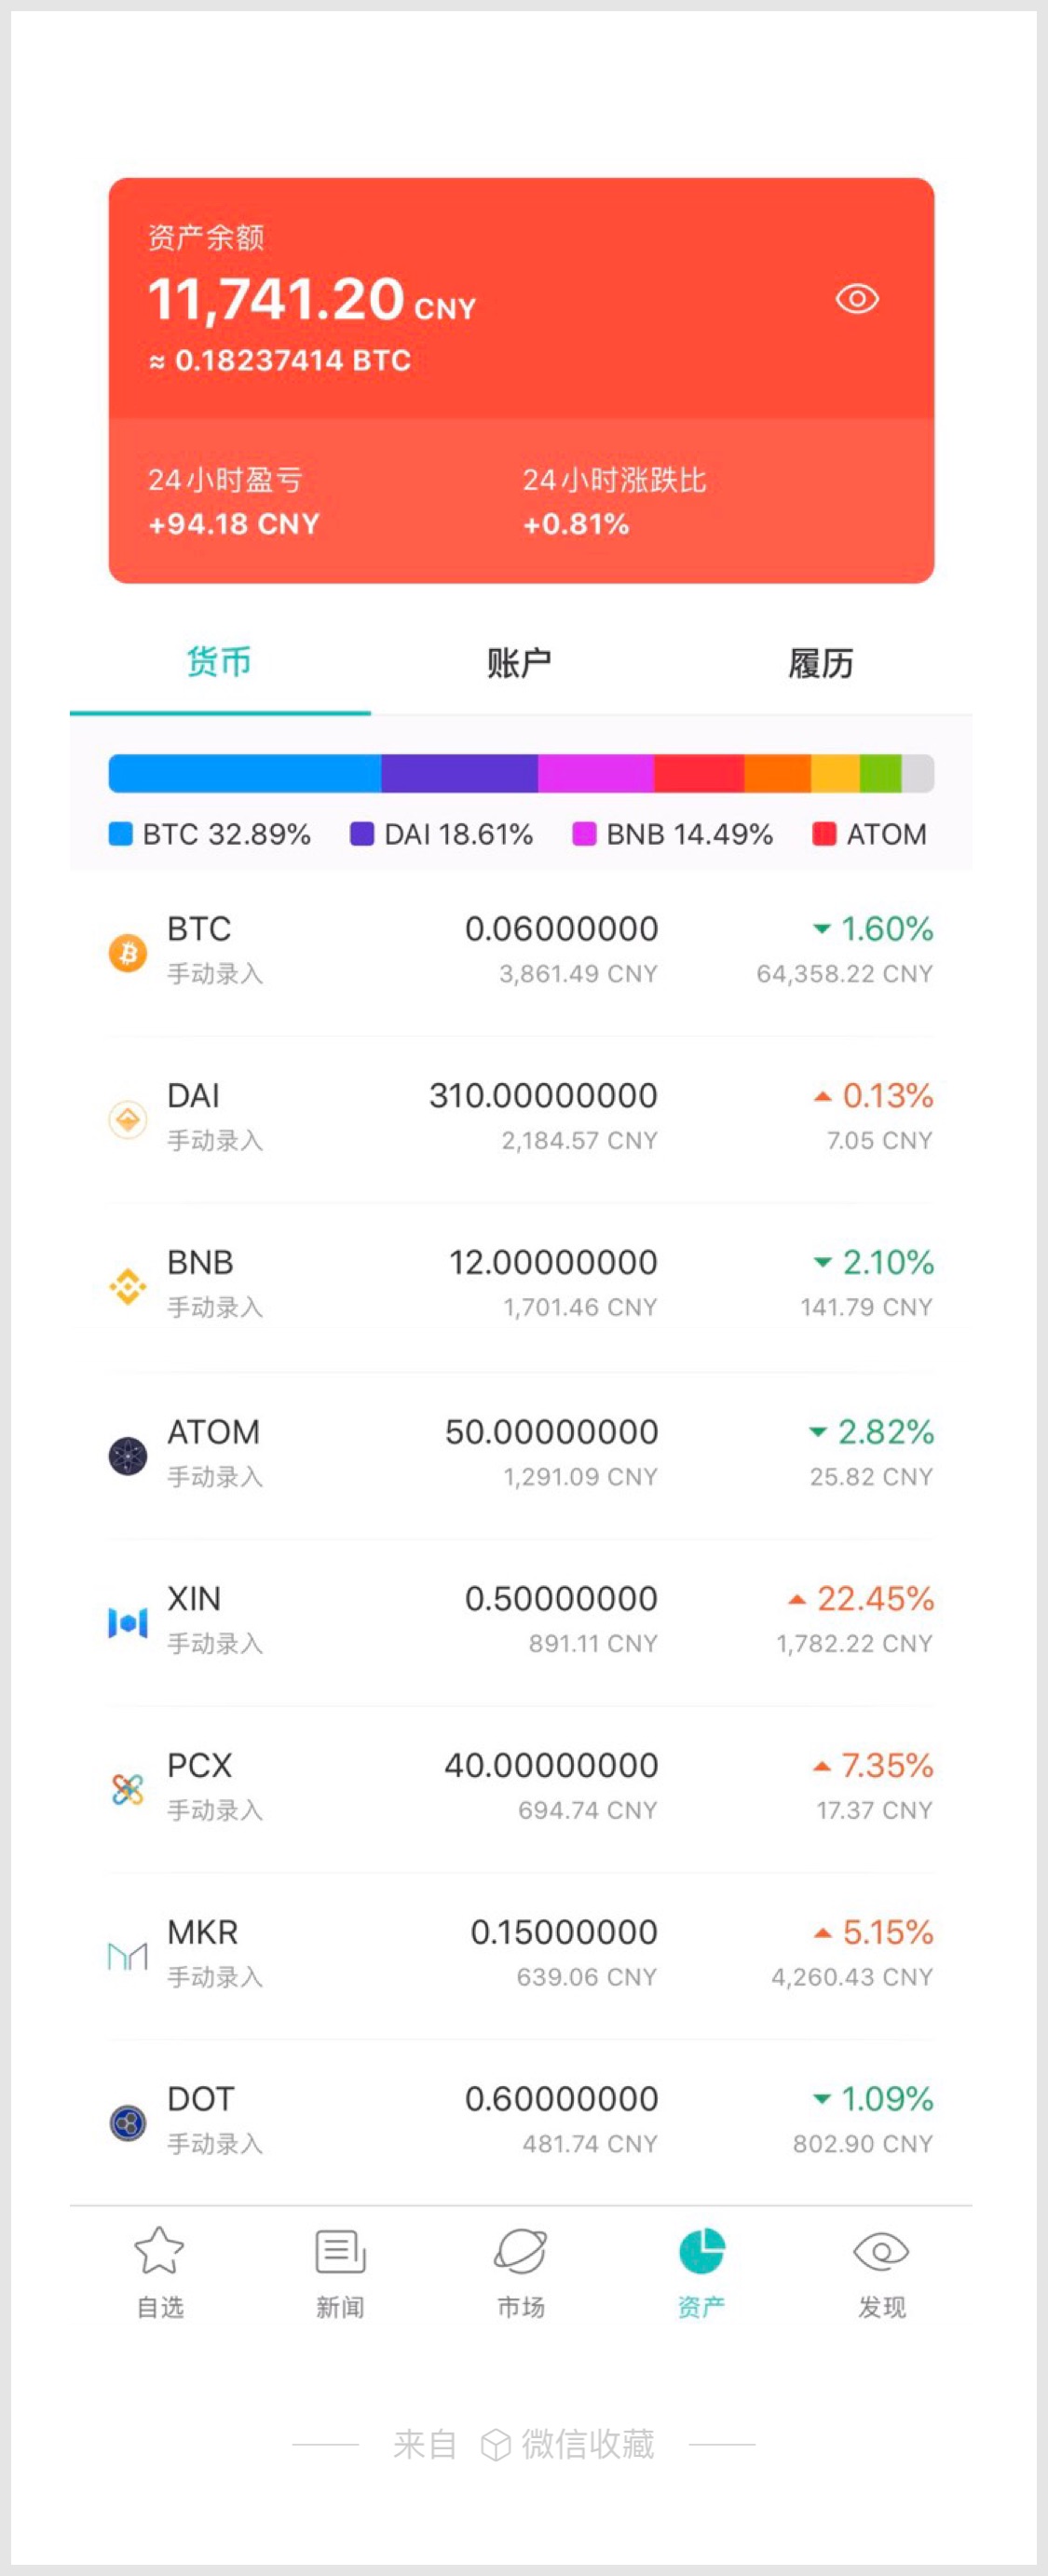 资产余额
11,741.20 CNY
≈ 0.18237414 BTC
24小时盈亏 24小时涨跌比
+94.18 CNY +0.81%
货币 账户 履历
BTC 32.89% DAI 18.61% BNB 14.49% ATOM
BTC 0.06000000 1.60%
手动录入 3,861.49 CNY 64,358.22 CNY
DAI 310.00000000 0.13%
手动录入 2,184.57 CNY 7.05 CNY
BNB 12.00000000 2.10%
手动录入 1,701.46 CNY 141.79 CNY
ATOM 50.00000000 2.82%
手动录入 1,291.09 CNY 25.82 CNY
XIN 0.50000000 22.45%
手动录入 891.11 CNY 1,782.22 CNY
PCX 40.00000000 7.35%
手动录入 694.74 CNY 17.37 CNY
MKR 0.15000000 5.15%
手动录入 639.06 CNY 4,260.43 CNY
DOT 0.60000000 1.09%
手动录入 481.74 CNY 802.90 CNY
自选 新闻 市场 资产 发现
来自 微信收藏